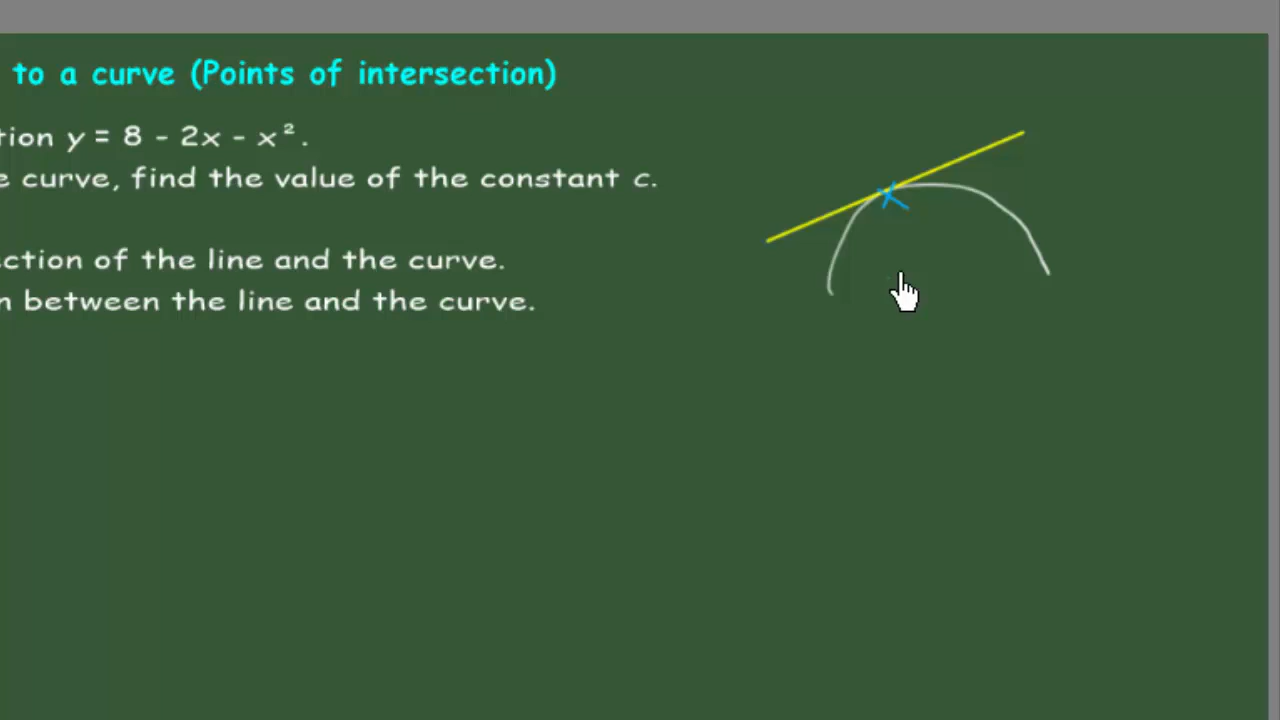 to a curve (Points of intersection)
tion y = 8 - 2x - x².
e curve, find the value of the constant c.
ction of the line and the curve.
n between the line and the curve.